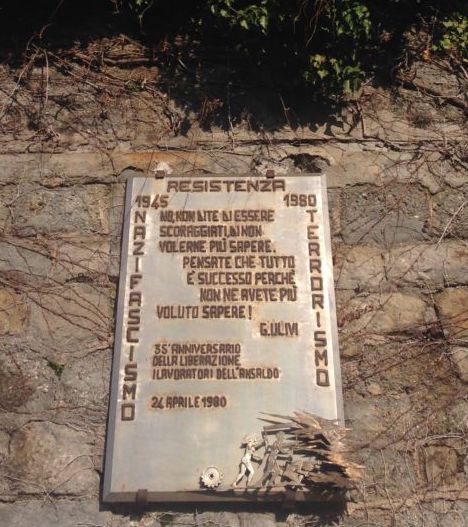 RESISTENZA
1945 1980
NAZIFASCISMO
NO, NON DITE DI ESSERE
SCORAGGIATI, DI NON
VOLERNE PIÙ SAPERE.
PENSATE CHE TUTTO
È SUCCESSO PERCHÈ
NON NE AVETE PIÙ
VOLUTO SAPERE!
G. ULIVI
TERRORISMO
35° ANNIVERSARIO
DELLA LIBERAZIONE
I LAVORATORI DELL'ANSALDO
24 APRILE 1980